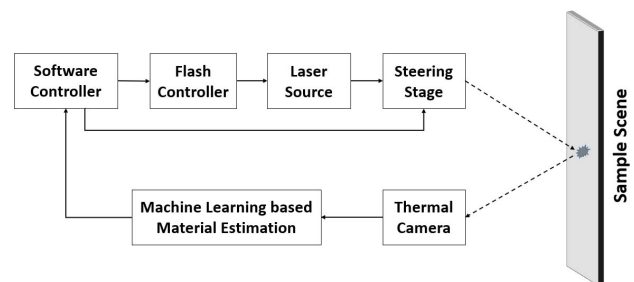 Software
Controller
Flash
Controller
Laser
Source
Steering
Stage
Sample Scene
Machine Learning based
Material Estimation
Thermal
Camera